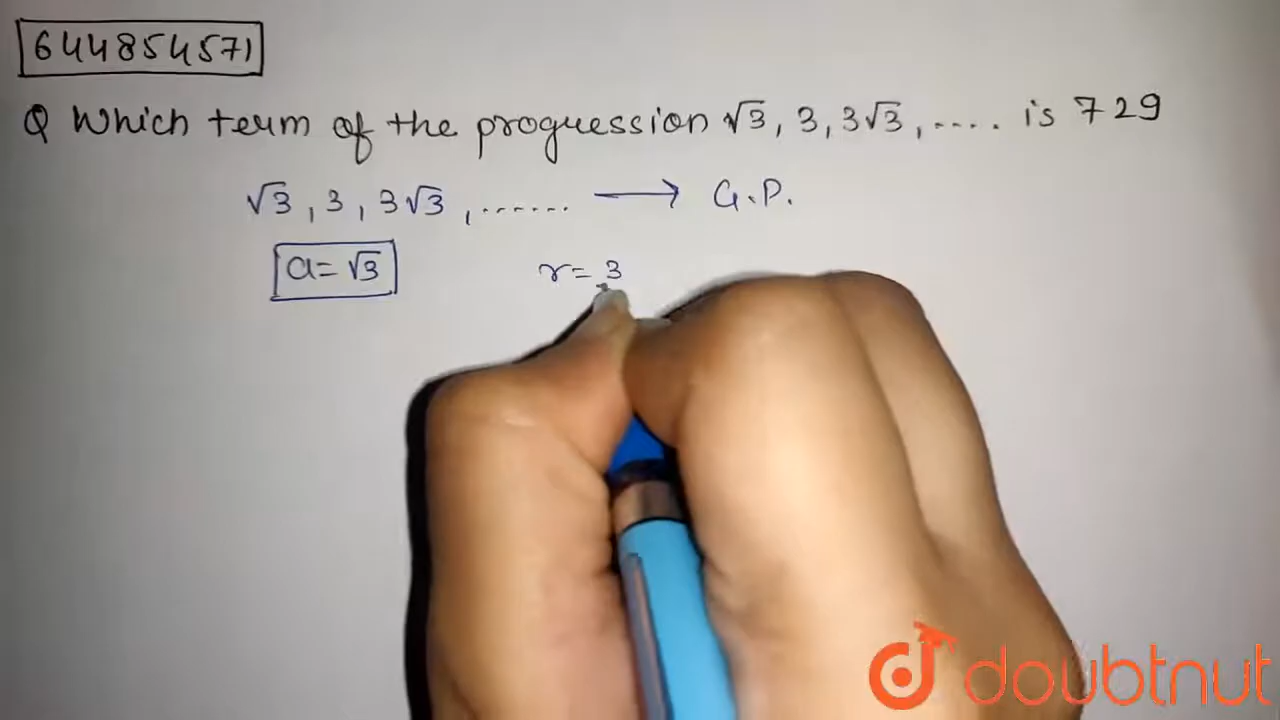 644854571
Q Which term of the progression √3, 3, 3√3, .... is 729
√3, 3, 3√3, ....... → G.P.
a = √3 r = 3
doubtnut